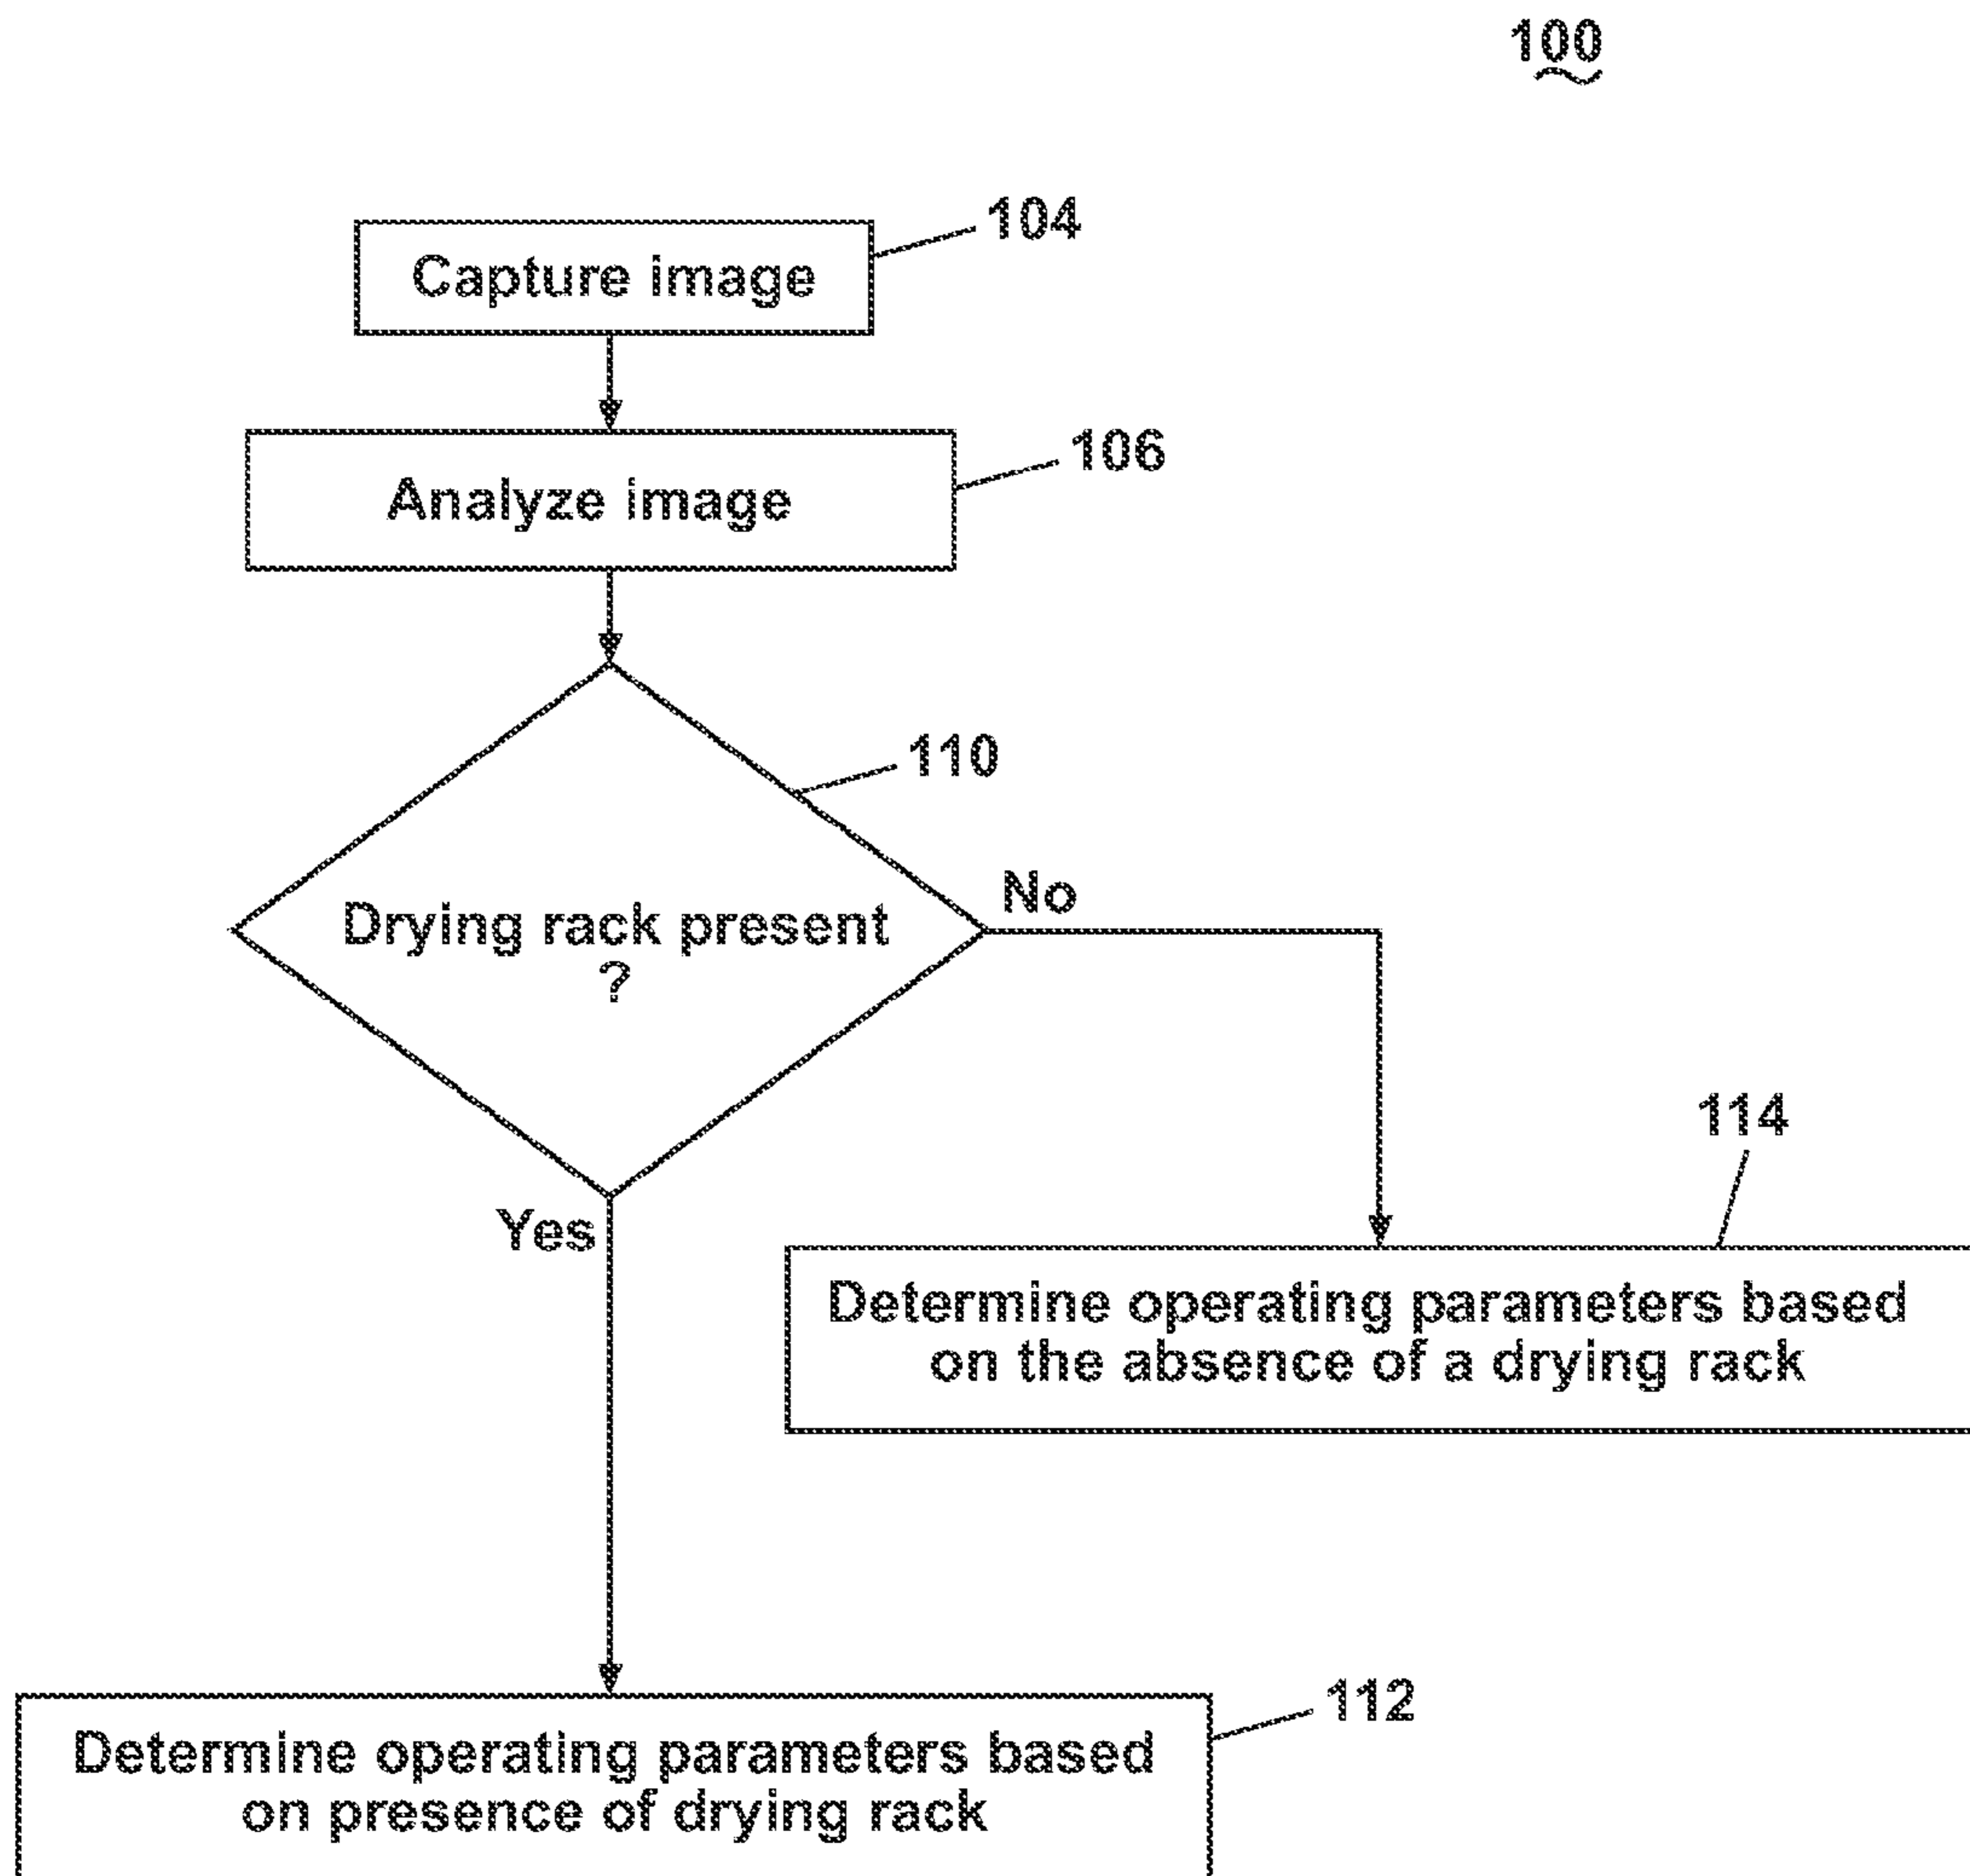 100
104
Capture image
106
Analyze image
110
No
Drying rack present
?
114
Yes
Determine operating parameters based
on the absence of a drying rack
112
Determine operating parameters based
on presence of drying rack